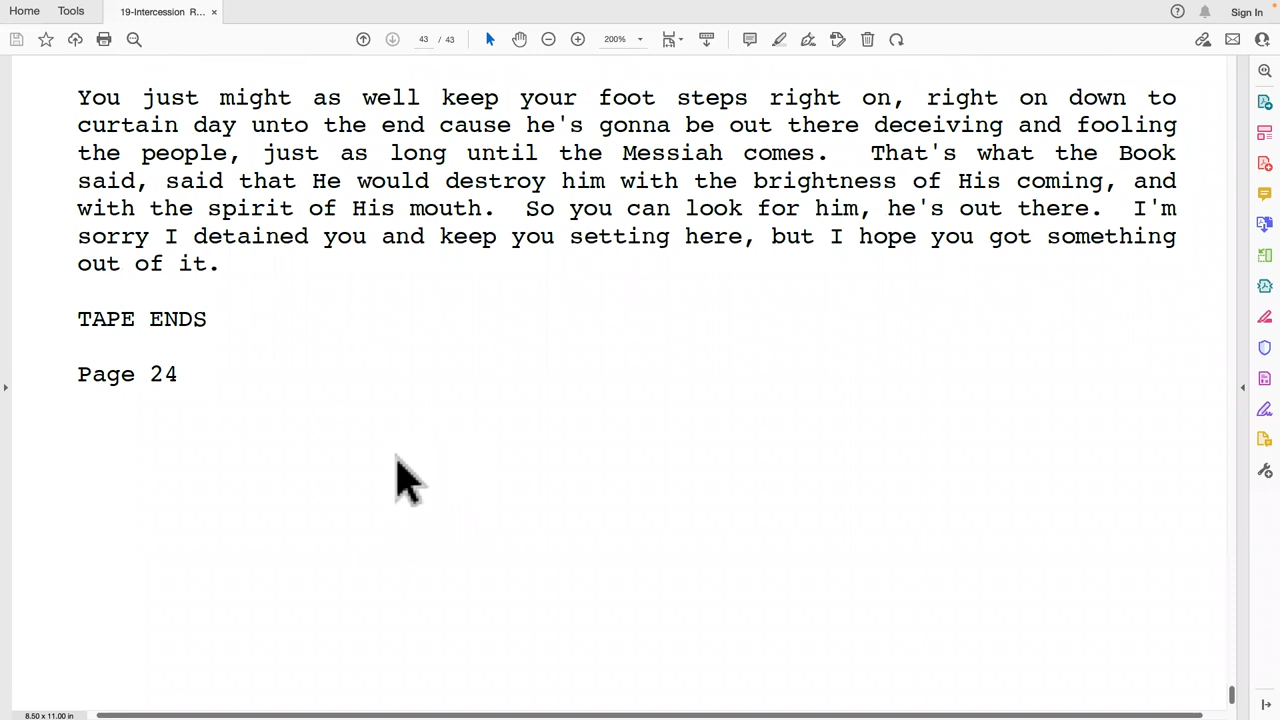 Home Tools 19-Intercession R... × Sign In
43 / 43 200%
You just might as well keep your foot steps right on, right on down to
curtain day unto the end cause he's gonna be out there deceiving and fooling
the people, just as long until the Messiah comes. That's what the Book
said, said that He would destroy him with the brightness of His coming, and
with the spirit of His mouth. So you can look for him, he's out there. I'm
sorry I detained you and keep you setting here, but I hope you got something
out of it.
TAPE ENDS
Page 24
8.50 x 11.00 in